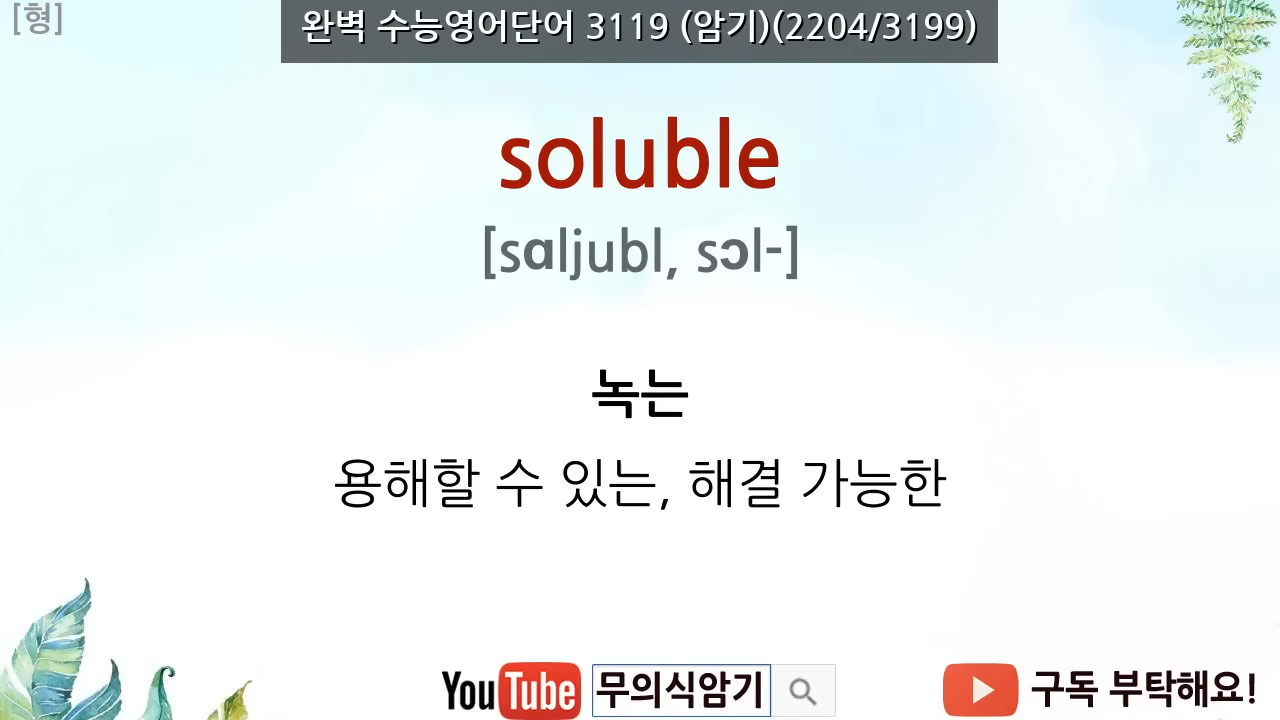 [형]
완벽 수능영어단어 3119 (암기)(2204/3199)
soluble
[sɑljubl, sɔl-]
녹는
용해할 수 있는, 해결 가능한
YouTube 무의식암기
구독 부탁해요!